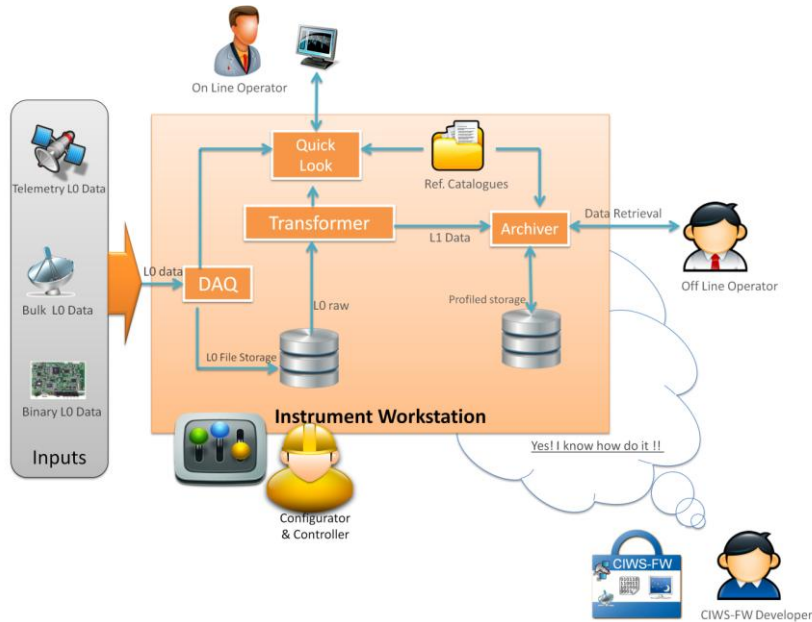 On Line Operator
Telemetry L0 Data
Bulk L0 Data
Binary L0 Data
Inputs
L0 data
DAQ
Quick
Look
Ref. Catalogues
Transformer
L1 Data
Archiver
Data Retrieval
Off Line Operator
L0 raw
L0 File Storage
Profiled storage
Instrument Workstation
Configurator
& Controller
Yes! I know how do it !!
CIWS-FW
CIWS-FW Developer